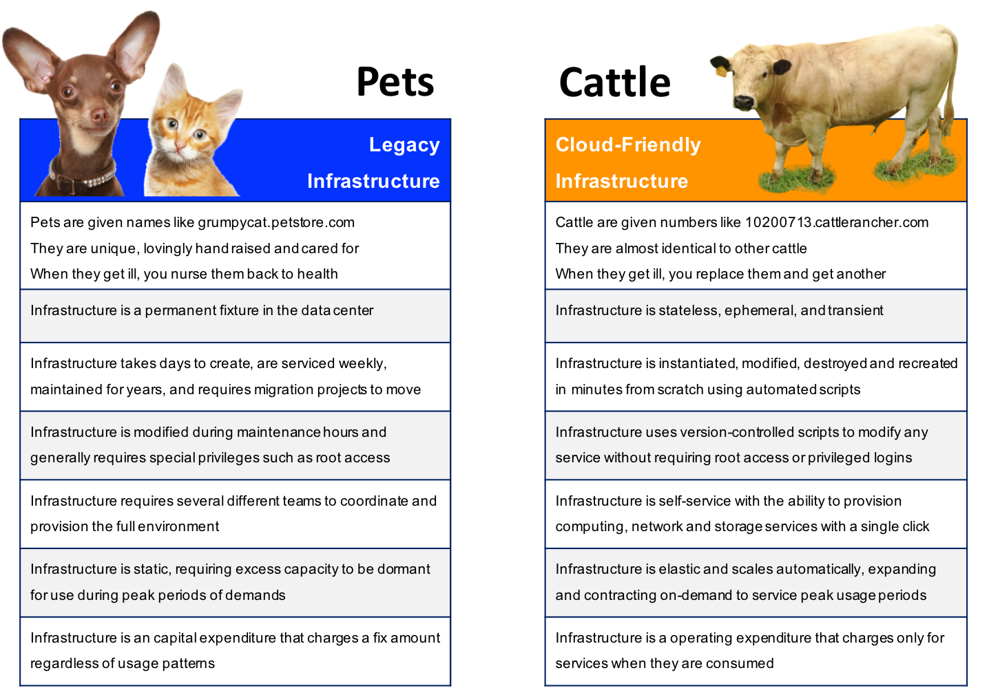 Pets
Legacy
Infrastructure
Pets are given names like grumpycat.petstore.com
They are unique, lovingly hand raised and cared for
When they get ill, you nurse them back to health
Infrastructure is a permanent fixture in the data center
Infrastructure takes days to create, are serviced weekly,
maintained for years, and requires migration projects to move
Infrastructure is modified during maintenance hours and
generally requires special privileges such as root access
Infrastructure requires several different teams to coordinate and
provision the full environment
Infrastructure is static, requiring excess capacity to be dormant
for use during peak periods of demands
Infrastructure is an capital expenditure that charges a fix amount
regardless of usage patterns
Cattle
Cloud-Friendly
Infrastructure
Cattle are given numbers like 10200713.cattlerancher.com
They are almost identical to other cattle
When they get ill, you replace them and get another
Infrastructure is stateless, ephemeral, and transient
Infrastructure is instantiated, modified, destroyed and recreated
in minutes from scratch using automated scripts
Infrastructure uses version-controlled scripts to modify any
service without requiring root access or privileged logins
Infrastructure is self-service with the ability to provision
computing, network and storage services with a single click
Infrastructure is elastic and scales automatically, expanding
and contracting on-demand to service peak usage periods
Infrastructure is a operating expenditure that charges only for
services when they are consumed